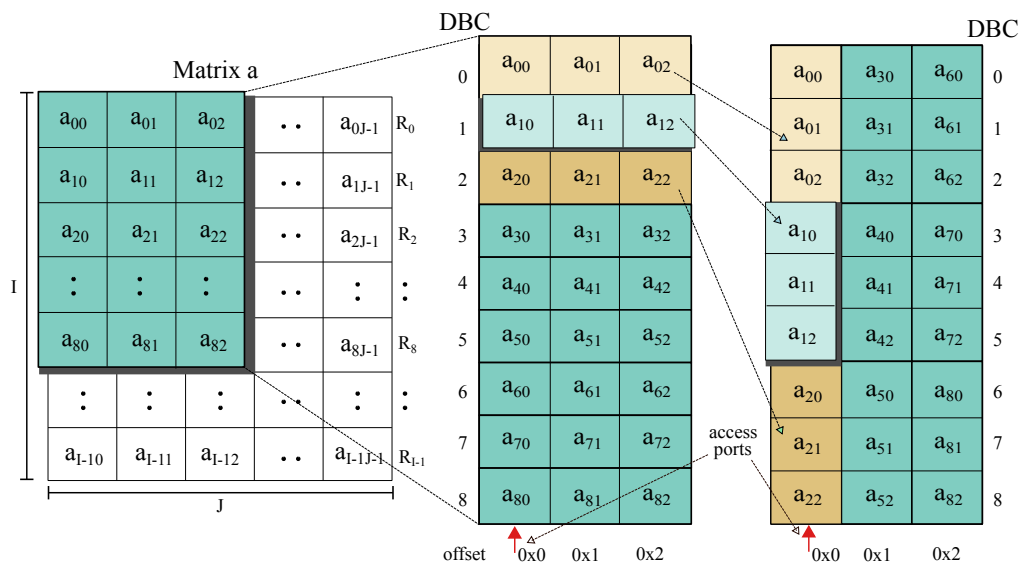 DBC
DBC
Matrix a
a00 a01 a02 .. a0J-1 R0
a10 a11 a12 .. a1J-1 R1
a20 a21 a22 .. a2J-1 R2
: : : .. : :
a80 a81 a82 .. a8J-1 R8
: : : .. : :
aI-10 aI-11 aI-12 .. aI-1J-1 RI-1
I
J
0 a00 a01 a02
1 a10 a11 a12
2 a20 a21 a22
3 a30 a31 a32
4 a40 a41 a42
5 a50 a51 a52
6 a60 a61 a62
7 a70 a71 a72
8 a80 a81 a82
offset 0x0 0x1 0x2
access
ports
a00 a30 a60 0
a01 a31 a61 1
a02 a32 a62 2
a10 a40 a70 3
a11 a41 a71 4
a12 a42 a72 5
a20 a50 a80 6
a21 a51 a81 7
a22 a52 a82 8
0x0 0x1 0x2